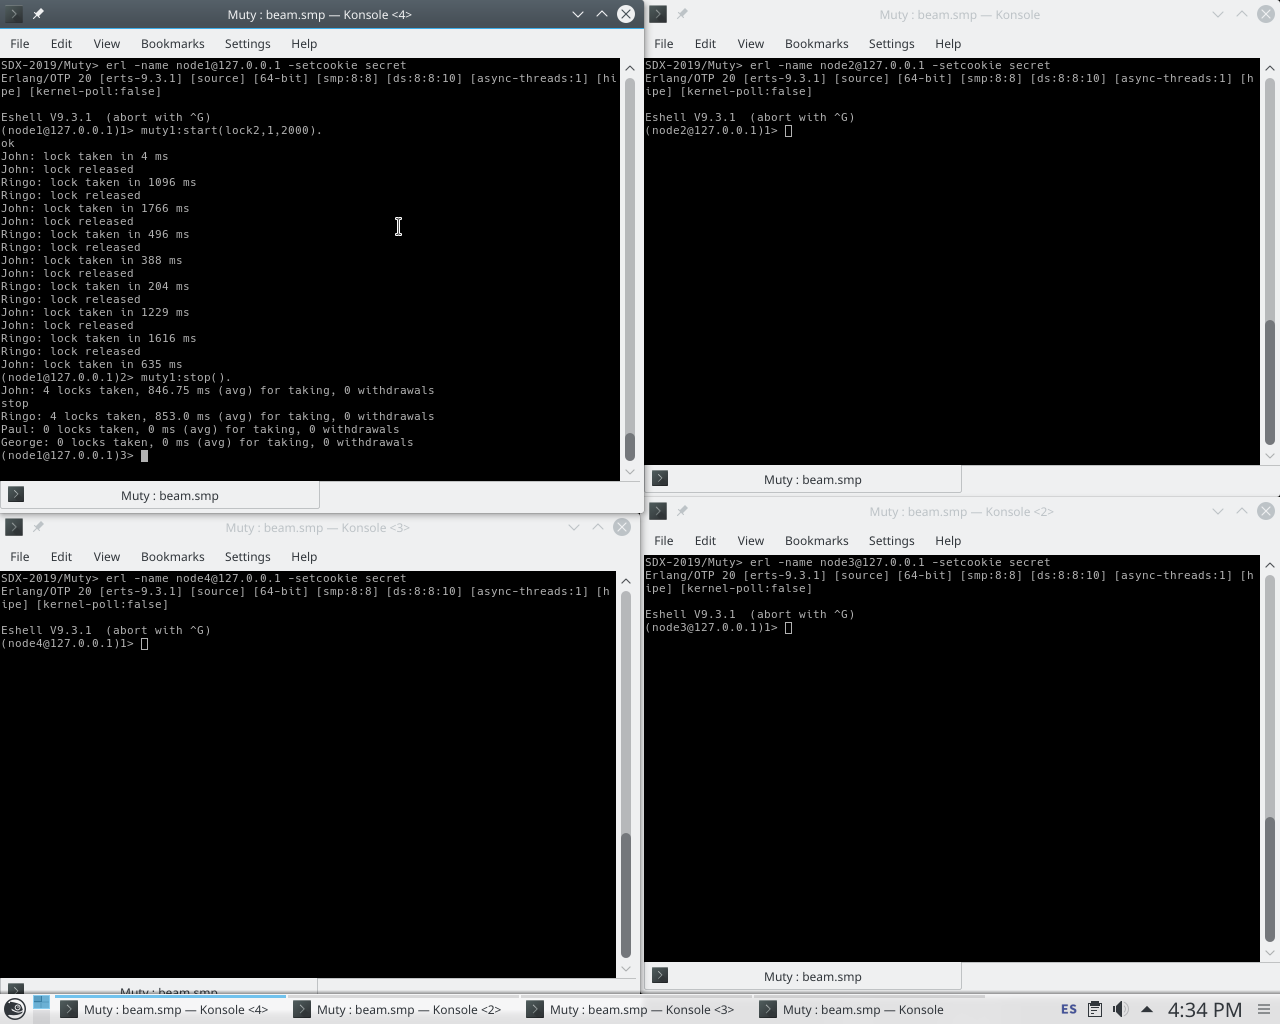 Muty : beam.smp — Konsole <4>
File Edit View Bookmarks Settings Help
SDX-2019/Muty> erl -name node1@127.0.0.1 -setcookie secret
Erlang/OTP 20 [erts-9.3.1] [source] [64-bit] [smp:8:8] [ds:8:8:10] [async-threads:1] [hi
pe] [kernel-poll:false]
Eshell V9.3.1  (abort with ^G)
(node1@127.0.0.1)1> muty1:start(lock2,1,2000).
ok
John: lock taken in 4 ms
John: lock released
Ringo: lock taken in 1096 ms
Ringo: lock released
John: lock taken in 1766 ms
John: lock released
Ringo: lock taken in 496 ms
Ringo: lock released
John: lock taken in 388 ms
John: lock released
Ringo: lock taken in 204 ms
Ringo: lock released
John: lock taken in 1229 ms
John: lock released
Ringo: lock taken in 1616 ms
Ringo: lock released
John: lock taken in 635 ms
(node1@127.0.0.1)2> muty1:stop().
John: 4 locks taken, 846.75 ms (avg) for taking, 0 withdrawals
stop
Ringo: 4 locks taken, 853.0 ms (avg) for taking, 0 withdrawals
Paul: 0 locks taken, 0 ms (avg) for taking, 0 withdrawals
George: 0 locks taken, 0 ms (avg) for taking, 0 withdrawals
(node1@127.0.0.1)3>
Muty : beam.smp
Muty : beam.smp — Konsole
File Edit View Bookmarks Settings Help
SDX-2019/Muty> erl -name node2@127.0.0.1 -setcookie secret
Erlang/OTP 20 [erts-9.3.1] [source] [64-bit] [smp:8:8] [ds:8:8:10] [async-threads:1] [h
ipe] [kernel-poll:false]
Eshell V9.3.1  (abort with ^G)
(node2@127.0.0.1)1>
Muty : beam.smp
Muty : beam.smp — Konsole <3>
File Edit View Bookmarks Settings Help
SDX-2019/Muty> erl -name node4@127.0.0.1 -setcookie secret
Erlang/OTP 20 [erts-9.3.1] [source] [64-bit] [smp:8:8] [ds:8:8:10] [async-threads:1] [h
ipe] [kernel-poll:false]
Eshell V9.3.1  (abort with ^G)
(node4@127.0.0.1)1>
Muty : beam.smp
Muty : beam.smp — Konsole <2>
File Edit View Bookmarks Settings Help
SDX-2019/Muty> erl -name node3@127.0.0.1 -setcookie secret
Erlang/OTP 20 [erts-9.3.1] [source] [64-bit] [smp:8:8] [ds:8:8:10] [async-threads:1] [h
ipe] [kernel-poll:false]
Eshell V9.3.1  (abort with ^G)
(node3@127.0.0.1)1>
Muty : beam.smp
Muty : beam.smp — Konsole <4> Muty : beam.smp — Konsole <2> Muty : beam.smp — Konsole <3> Muty : beam.smp — Konsole ES 4:34 PM